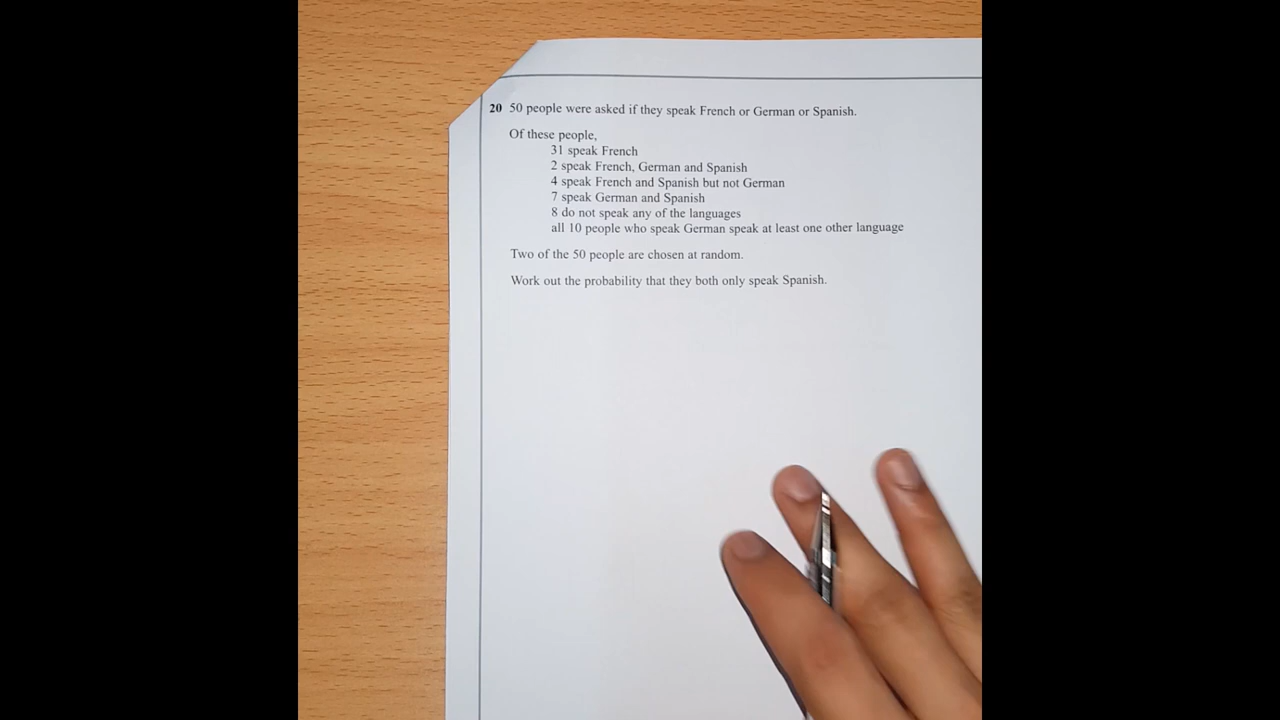 20 50 people were asked if they speak French or German or Spanish.
Of these people,
31 speak French
2 speak French, German and Spanish
4 speak French and Spanish but not German
7 speak German and Spanish
8 do not speak any of the languages
all 10 people who speak German speak at least one other language
Two of the 50 people are chosen at random.
Work out the probability that they both only speak Spanish.